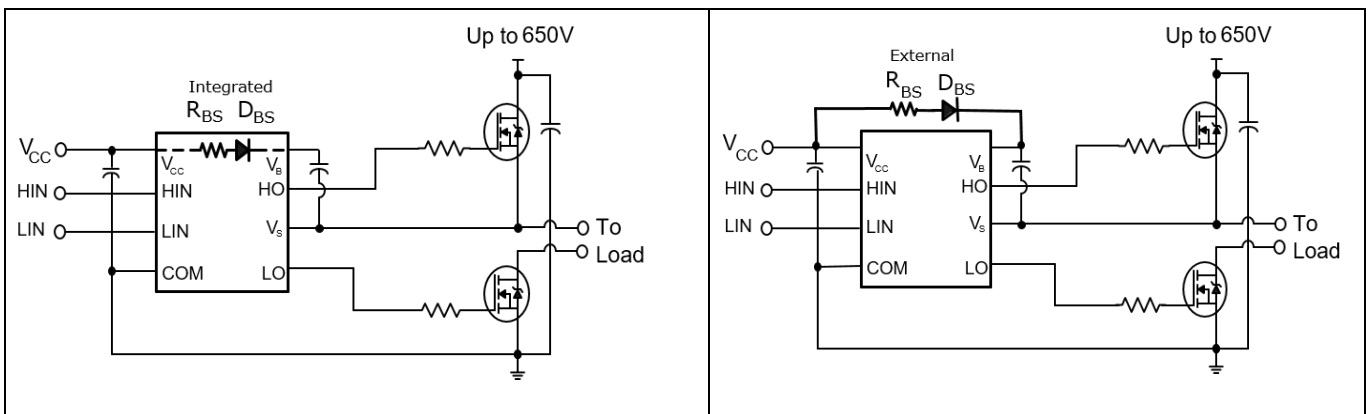 Up to 650V
Integrated
RBS DBS
VCC
VCC
VB
HIN
HIN
HO
LIN
LIN
VS
To
Load
COM
LO
Up to 650V
External
RBS DBS
VCC
VCC
VB
HIN
HIN
HO
LIN
LIN
VS
To
Load
COM
LO